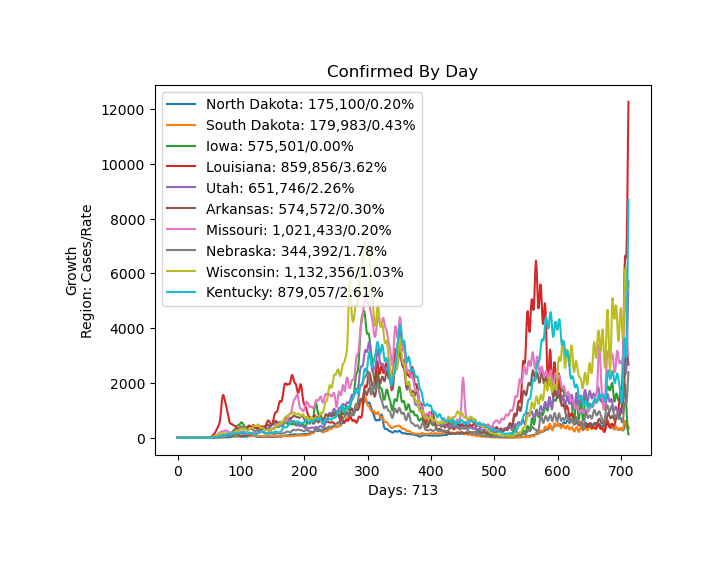 Confirmed By Day
Growth
Region: Cases/Rate
12000
10000
8000
6000
4000
2000
0
North Dakota: 175,100/0.20%
South Dakota: 179,983/0.43%
Iowa: 575,501/0.00%
Louisiana: 859,856/3.62%
Utah: 651,746/2.26%
Arkansas: 574,572/0.30%
Missouri: 1,021,433/0.20%
Nebraska: 344,392/1.78%
Wisconsin: 1,132,356/1.03%
Kentucky: 879,057/2.61%
0 100 200 300 400 500 600 700
Days: 713